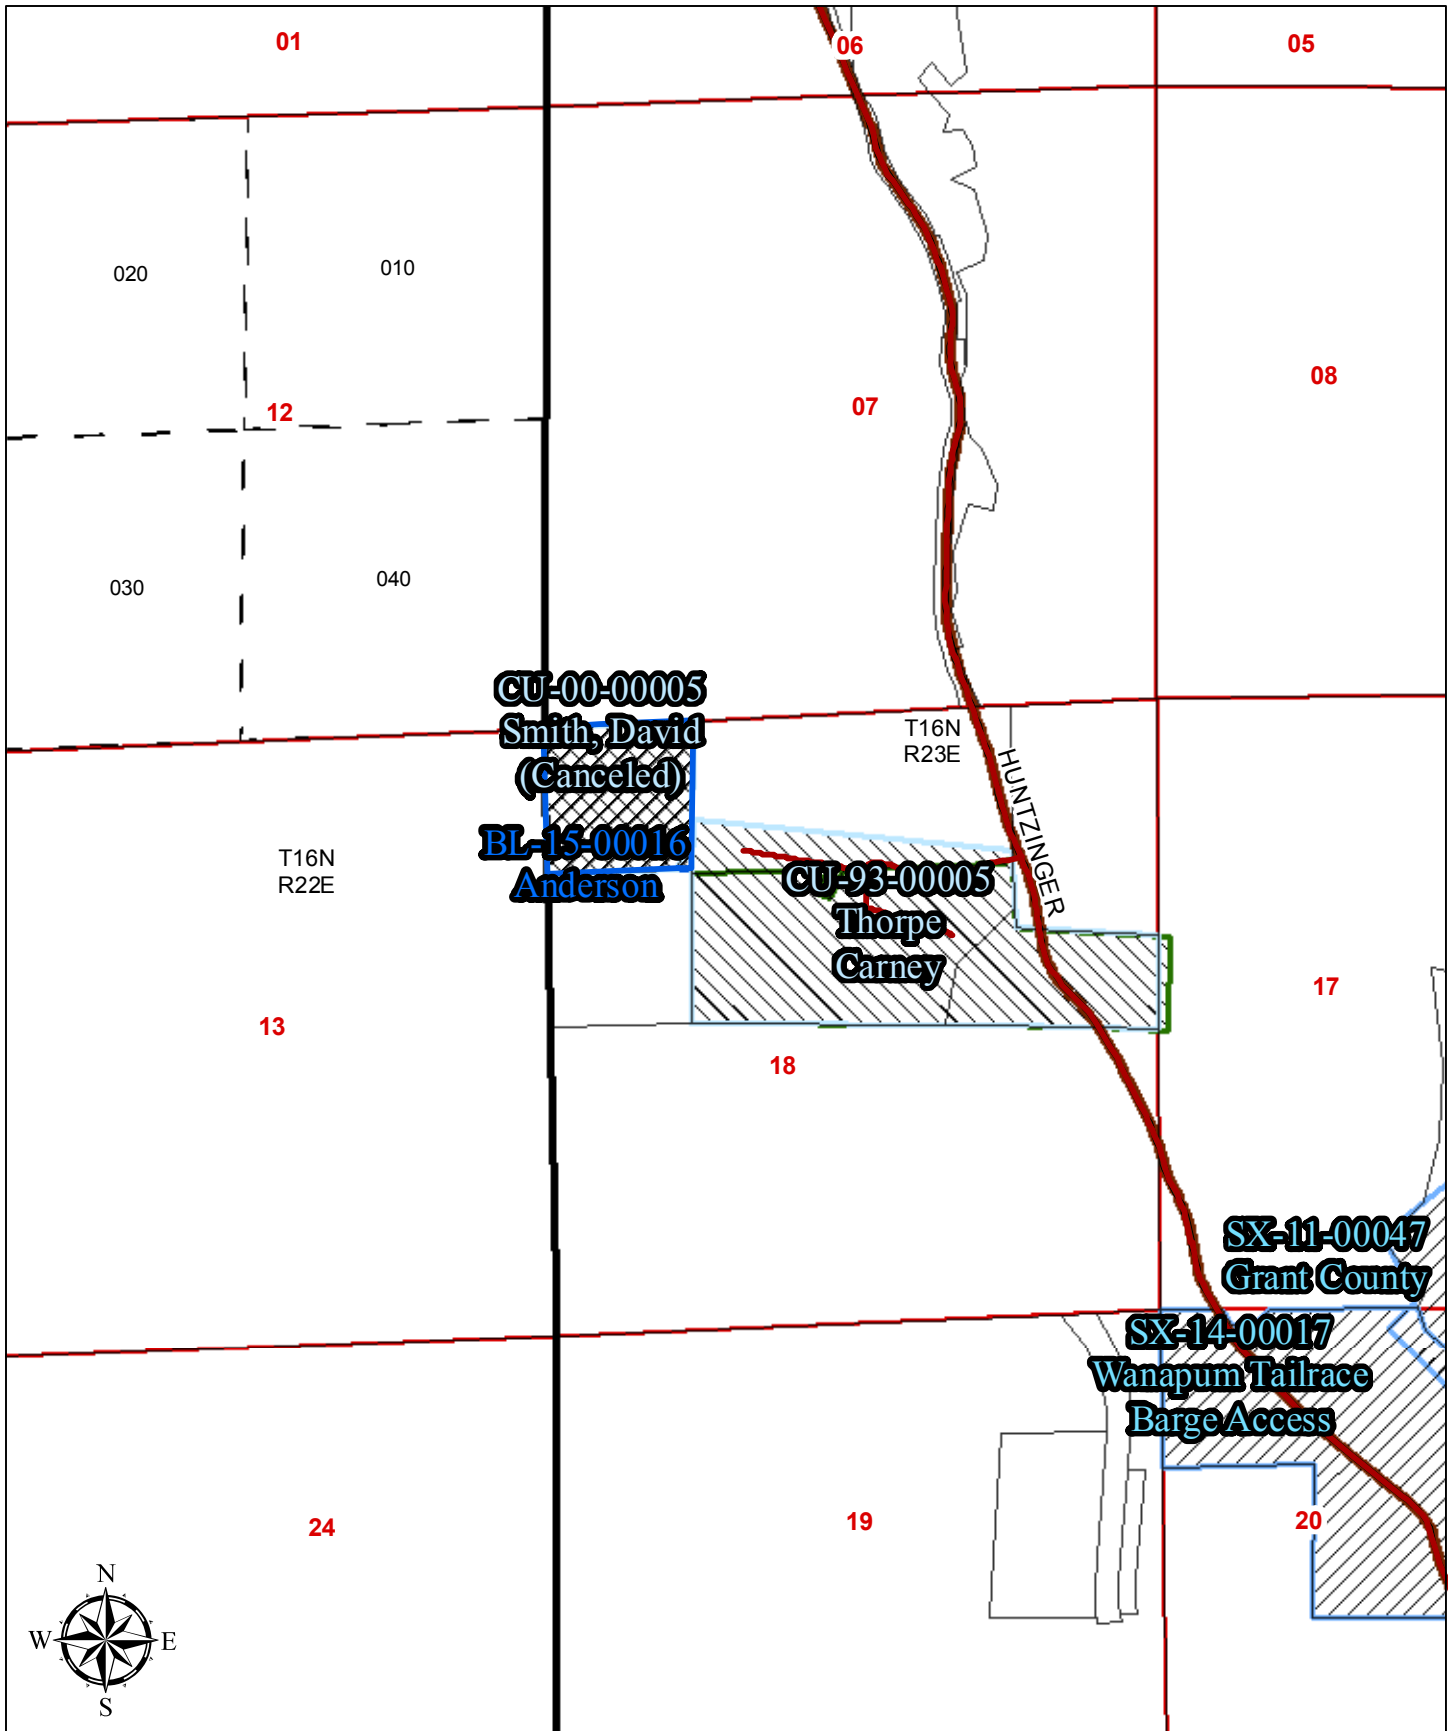 01
06
05
020
010
08
12
07
030
040
CU-00-00005
Smith, David
(Canceled)
T16N
R23E
HUNTZINGER
BL-15-00016
Anderson
T16N
R22E
CU-93-00005
Thorpe
Carney
17
13
18
SX-11-00047
Grant County
SX-14-00017
Wanapum Tailrace
Barge Access
24
19
20
N
W
E
S